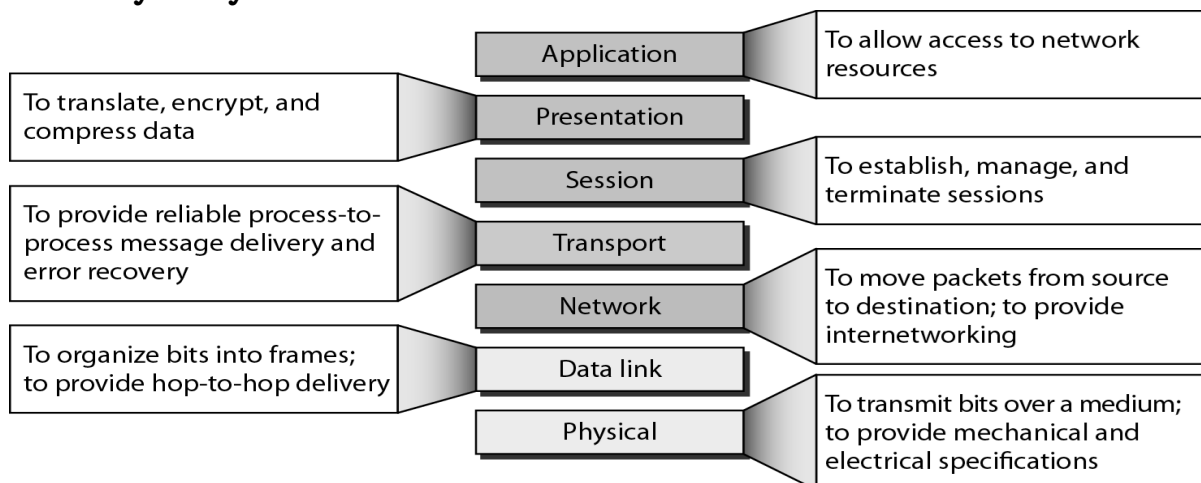 Application
To allow access to network
resources
To translate, encrypt, and
compress data
Presentation
Session
To establish, manage, and
terminate sessions
To provide reliable process-to-
process message delivery and
error recovery
Transport
Network
To move packets from source
to destination; to provide
internetworking
To organize bits into frames;
to provide hop-to-hop delivery
Data link
Physical
To transmit bits over a medium;
to provide mechanical and
electrical specifications